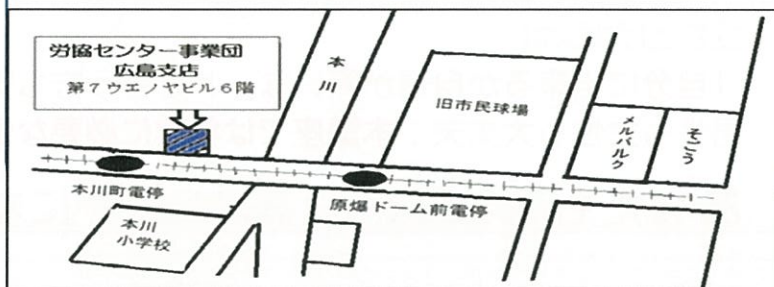 労協センター事業団
広島支店
第7ウエノヤビル6階
本川
旧市民球場
メルパルク
そごう
本川町電停
原爆ドーム前電停
本川
小学校